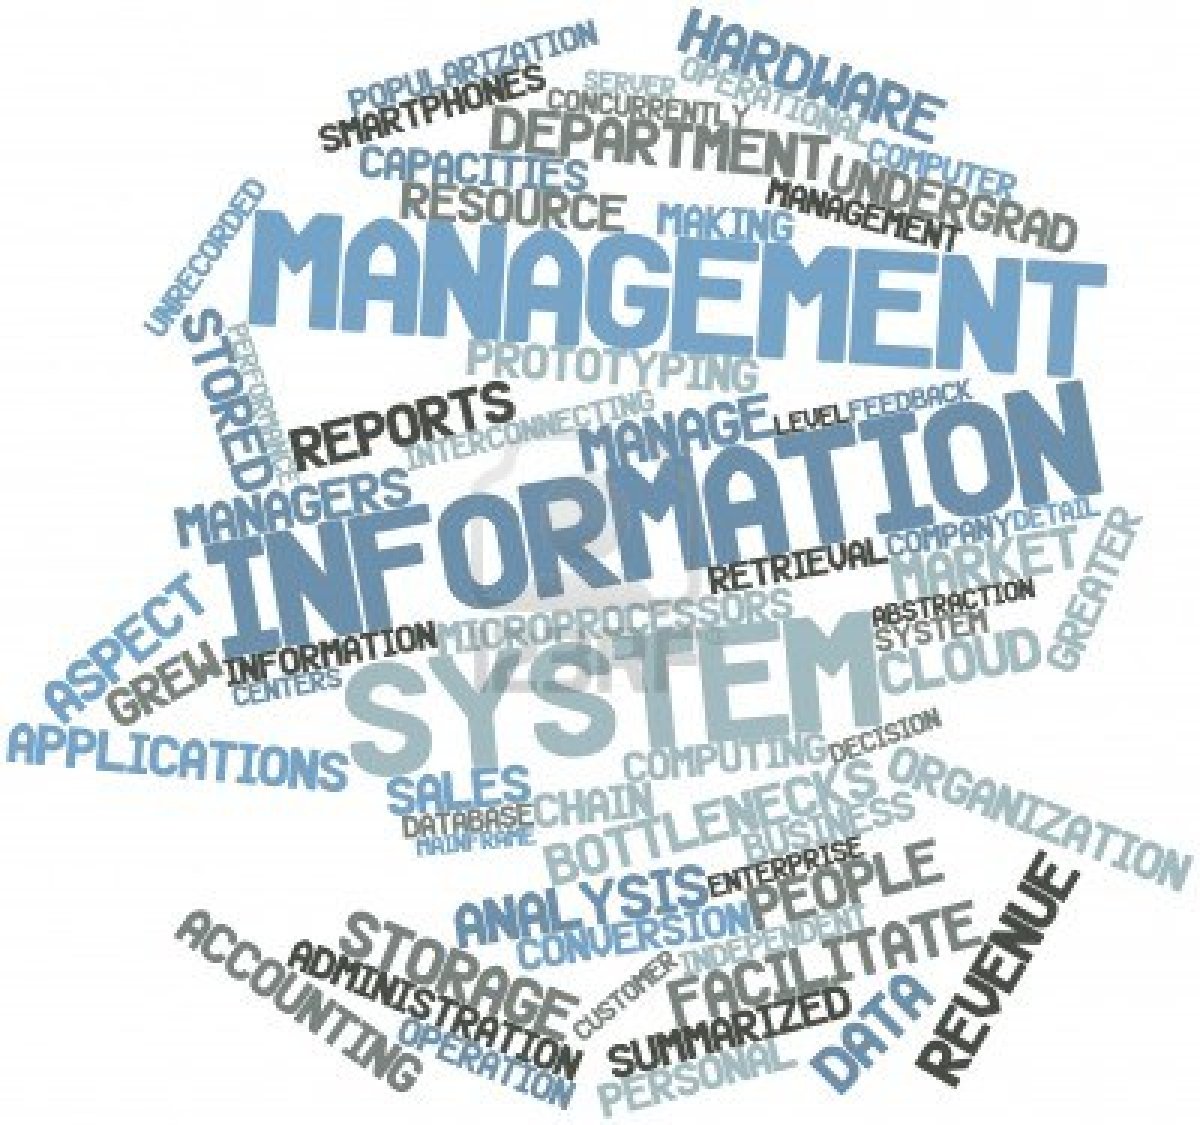 POPULARIZATION
HARDWARE
SMARTPHONES
SERVER
OPERATIONAL
CONCURRENTLY
DEPARTMENT
COMPUTER
CAPACITIES
UNDERGRAD
RESOURCE
MANAGEMENT
MAKING
UNRECORDED
MANAGEMENT
STORED
PERFORMANCE
PROTOTYPING
REPORTS
INTERCONNECTING
MANAGE
LEVEL
FEEDBACK
MANAGERS
INFORMATION
RETRIEVAL
COMPANY
DETAIL
MARKET
GREATER
ASPECT
GREW
INFORMATION
CENTERS
MICROPROCESSORS
ABSTRACTION
SYSTEM
SYSTEM
CLOUD
APPLICATIONS
COMPUTING
DECISION
SALES
DATABASE
MAINFRAME
CHAIN
BOTTLENECKS
BUSINESS
ORGANIZATION
ENTERPRISE
ANALYSIS
PEOPLE
CONVERSION
INDEPENDENT
STORAGE
ACCOUNTING
ADMINISTRATION
OPERATION
CUSTOMER
FACILITATE
SUMMARIZED
PERSONAL
DATA
REVENUE